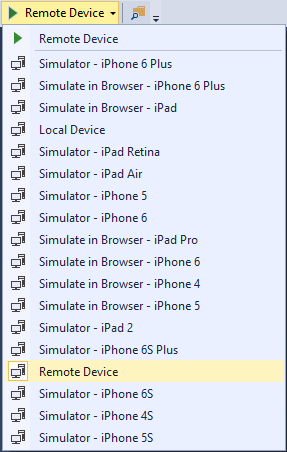 Remote Device
Remote Device
Simulator - iPhone 6 Plus
Simulate in Browser - iPhone 6 Plus
Simulate in Browser - iPad
Local Device
Simulator - iPad Retina
Simulator - iPad Air
Simulator - iPhone 5
Simulator - iPhone 6
Simulate in Browser - iPad Pro
Simulate in Browser - iPhone 6
Simulate in Browser - iPhone 4
Simulate in Browser - iPhone 5
Simulator - iPad 2
Simulator - iPhone 6S Plus
Remote Device
Simulator - iPhone 6S
Simulator - iPhone 4S
Simulator - iPhone 5S